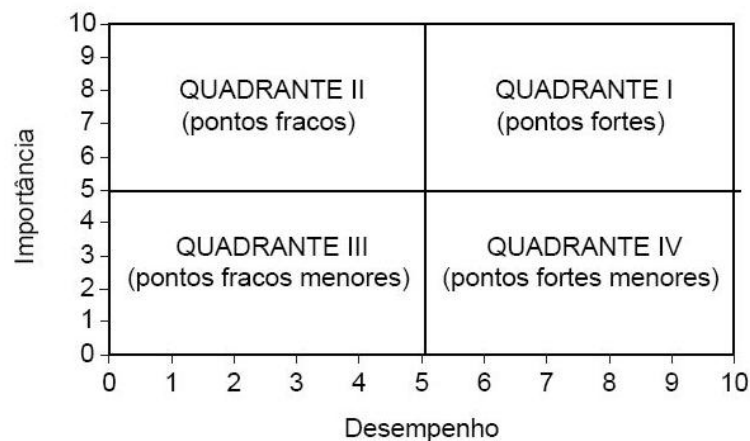 10
9
8
7
6
5
4
3
2
1
0
Importância
QUADRANTE II
(pontos fracos)
QUADRANTE I
(pontos fortes)
QUADRANTE III
(pontos fracos menores)
QUADRANTE IV
(pontos fortes menores)
0 1 2 3 4 5 6 7 8 9 10
Desempenho